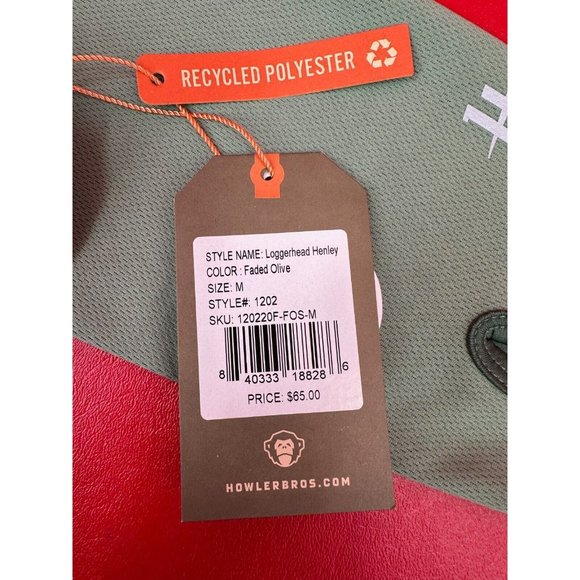 RECYCLED POLYESTER
STYLE NAME: Loggerhead Henley
COLOR : Faded Olive
SIZE: M
STYLE#: 1202
SKU: 120220F-FOS-M
8 40333 18828 6
PRICE: $65.00
HOWLERBROS.COM